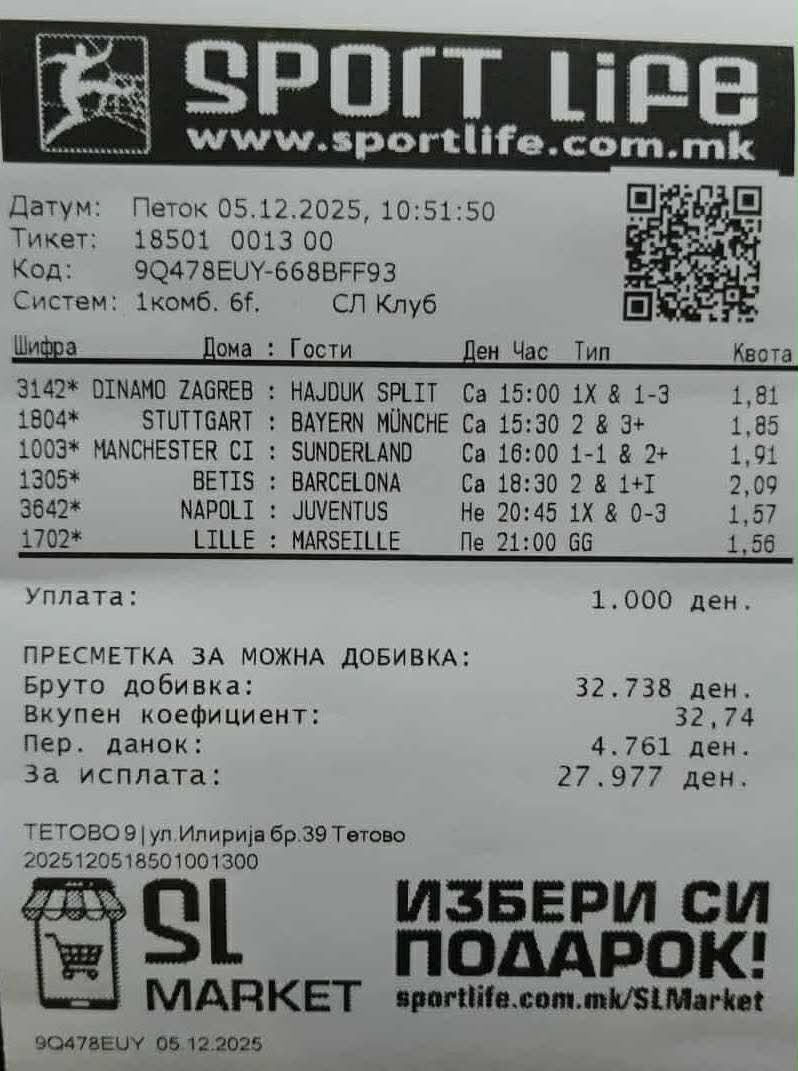 SPORT LIFE
www.sportlife.com.mk
Датум: Петок 05.12.2025, 10:51:50
Тикет: 18501 0013 00
Код: 9Q478EUY-668BFF93
Систем: 1комб. 6f. СЛ Клуб
Шифра Дома : Гости Ден Час Тип Квота
3142* DINAMO ZAGREB : HAJDUK SPLIT Са 15:00 1X & 1-3 1,81
1804* STUTTGART : BAYERN MÜNCHE Са 15:30 2 & 3+ 1,85
1003* MANCHESTER CI : SUNDERLAND Са 16:00 1-1 & 2+ 1,91
1305* BETIS : BARCELONA Са 18:30 2 & 1+I 2,09
3642* NAPOLI : JUVENTUS Не 20:45 1X & 0-3 1,57
1702* LILLE : MARSEILLE Пе 21:00 GG 1,56
Уплата: 1.000 ден.
ПРЕСМЕТКА ЗА МОЖНА ДОБИВКА:
Бруто добивка: 32.738 ден.
Вкупен коефициент: 32,74
Пер. данок: 4.761 ден.
За исплата: 27.977 ден.
ТЕТОВО 9|ул.Илирија бр.39 Тетово
2025120518501001300
SL
MARKET
ИЗБЕРИ СИ
ПОДАРОК!
sportlife.com.mk/SLMarket
9Q478EUY 05.12.2025